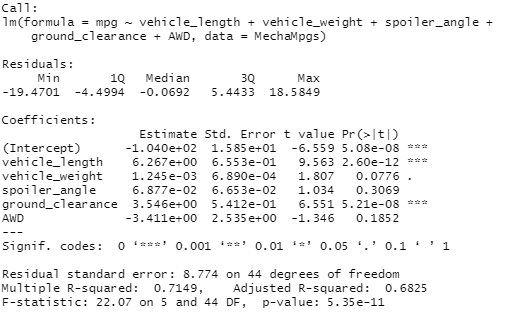 Call:
lm(formula = mpg ~ vehicle_length + vehicle_weight + spoiler_angle +
    ground_clearance + AWD, data = MechaMpgs)

Residuals:
     Min       1Q   Median       3Q      Max
-19.4701  -4.4994  -0.0692   5.4433  18.5849

Coefficients:
                   Estimate Std. Error t value Pr(>|t|)
(Intercept)      -1.040e+02  1.585e+01  -6.559 5.08e-08 ***
vehicle_length    6.267e+00  6.553e-01   9.563 2.60e-12 ***
vehicle_weight    1.245e-03  6.890e-04   1.807   0.0776 .
spoiler_angle     6.877e-02  6.653e-02   1.034   0.3069
ground_clearance  3.546e+00  5.412e-01   6.551 5.21e-08 ***
AWD              -3.411e+00  2.535e+00  -1.346   0.1852
---
Signif. codes:  0 ‘***’ 0.001 ‘**’ 0.01 ‘*’ 0.05 ‘.’ 0.1 ‘ ’ 1

Residual standard error: 8.774 on 44 degrees of freedom
Multiple R-squared:  0.7149,    Adjusted R-squared:  0.6825
F-statistic: 22.07 on 5 and 44 DF,  p-value: 5.35e-11